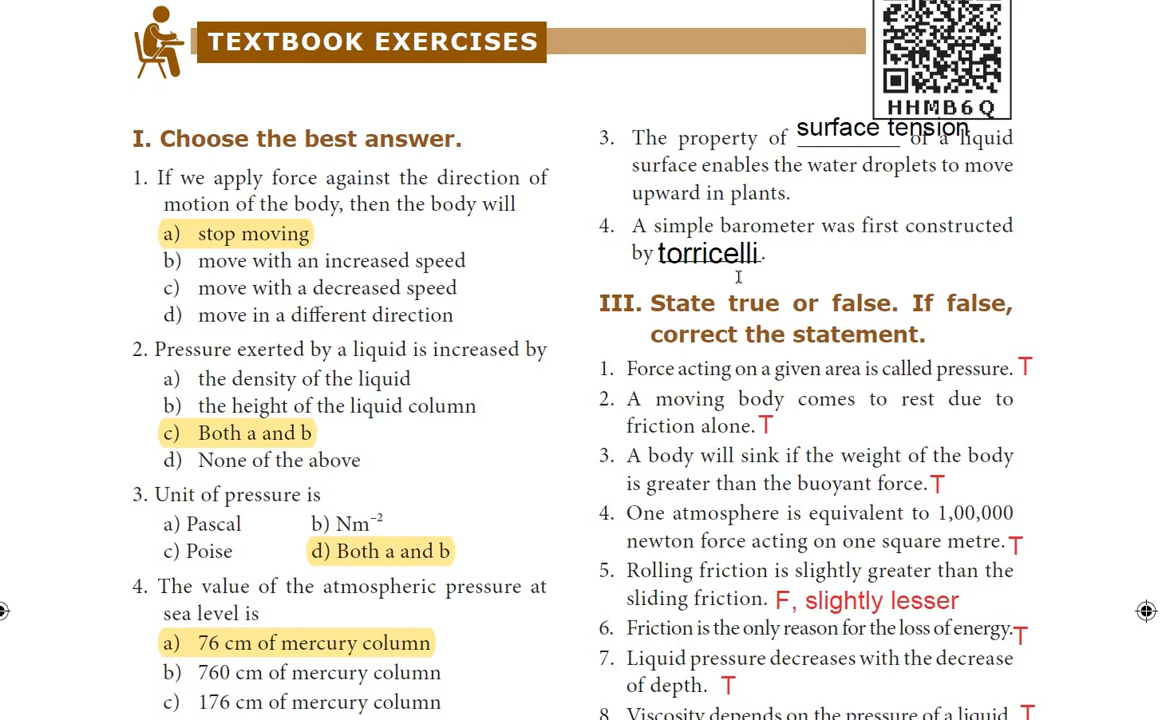 TEXTBOOK EXERCISES
HHMB6Q
I. Choose the best answer.
1. If we apply force against the direction of
motion of the body, then the body will
a) stop moving
b) move with an increased speed
c) move with a decreased speed
d) move in a different direction
2. Pressure exerted by a liquid is increased by
a) the density of the liquid
b) the height of the liquid column
c) Both a and b
d) None of the above
3. Unit of pressure is
a) Pascal b) Nm⁻²
c) Poise d) Both a and b
4. The value of the atmospheric pressure at
sea level is
a) 76 cm of mercury column
b) 760 cm of mercury column
c) 176 cm of mercury column
3. The property of surface tension of a liquid
surface enables the water droplets to move
upward in plants.
4. A simple barometer was first constructed
by torricelli.
III. State true or false. If false,
correct the statement.
1. Force acting on a given area is called pressure. T
2. A moving body comes to rest due to
friction alone. T
3. A body will sink if the weight of the body
is greater than the buoyant force. T
4. One atmosphere is equivalent to 1,00,000
newton force acting on one square metre. T
5. Rolling friction is slightly greater than the
sliding friction. F, slightly lesser
6. Friction is the only reason for the loss of energy. T
7. Liquid pressure decreases with the decrease
of depth. T
8. Viscosity depends on the pressure of a liquid. T